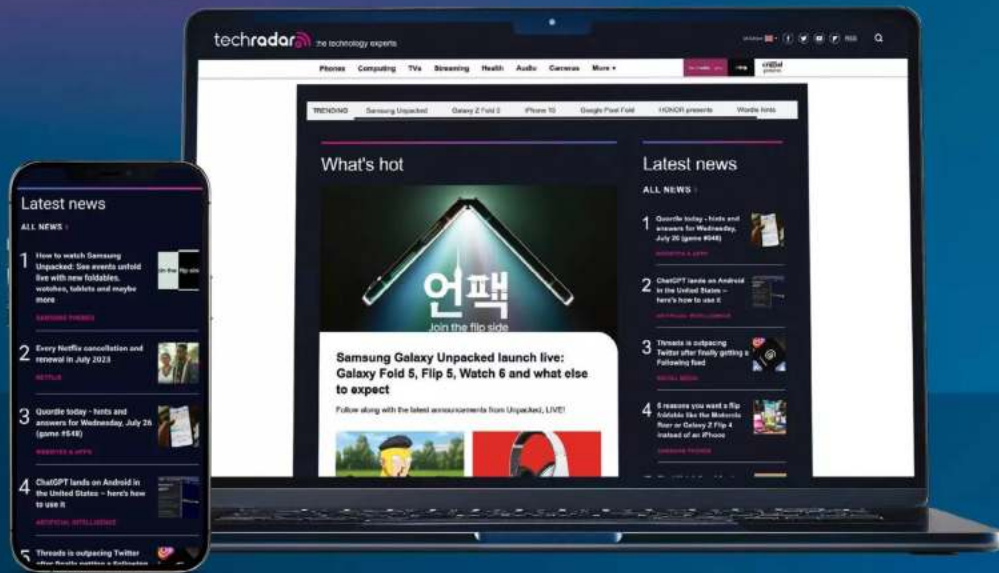 techradar
the technology experts
RSS
Phones Computing TVs Streaming Health Audio Cameras More
TRENDING Samsung Unpacked Galaxy Z Fold 5 iPhone 15 Google Pixel Fold HONOR presents Wordle hints
What's hot
언팩
Join the flip side
Samsung Galaxy Unpacked launch live:
Galaxy Fold 5, Flip 5, Watch 6 and what else
to expect
Follow along with the latest announcements from Unpacked, LIVE!
Latest news
ALL NEWS
1 Quordle today - hints and
answers for Wednesday,
July 26 (game #548)
WEBSITES & APPS
2 ChatGPT lands on Android
in the United States –
here's how to use it
ARTIFICIAL INTELLIGENCE
3 Threads is outpacing
Twitter after finally getting a
Following feed
SOCIAL MEDIA
4 6 reasons you want a flip
foldable like the Motorola
Razr or Galaxy Z Flip 4
instead of an iPhone
SAMSUNG PHONES
Latest news
ALL NEWS
1 How to watch Samsung
Unpacked: See events unfold
live with new foldables,
watches, tablets and maybe
more
SAMSUNG PHONES
2 Every Netflix cancellation and
renewal in July 2023
NETFLIX
3 Quordle today - hints and
answers for Wednesday, July 26
(game #548)
WEBSITES & APPS
4 ChatGPT lands on Android in
the United States – here's how
to use it
ARTIFICIAL INTELLIGENCE
5 Threads is outpacing Twitter
after finally getting a Following